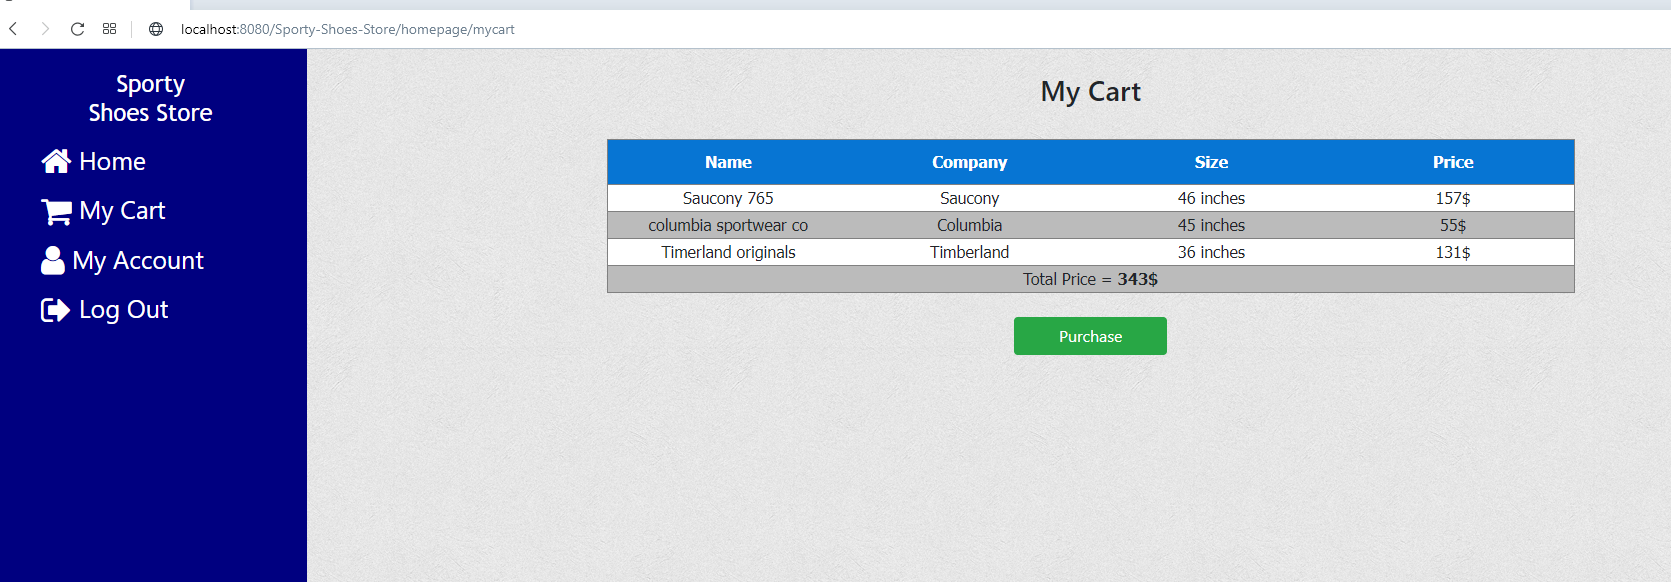 localhost:8080/Sporty-Shoes-Store/homepage/mycart
Sporty
Shoes Store
Home
My Cart
My Account
Log Out
My Cart
Name Company Size Price
Saucony 765 Saucony 46 inches 157$
columbia sportwear co Columbia 45 inches 55$
Timerland originals Timberland 36 inches 131$
Total Price = 343$
Purchase